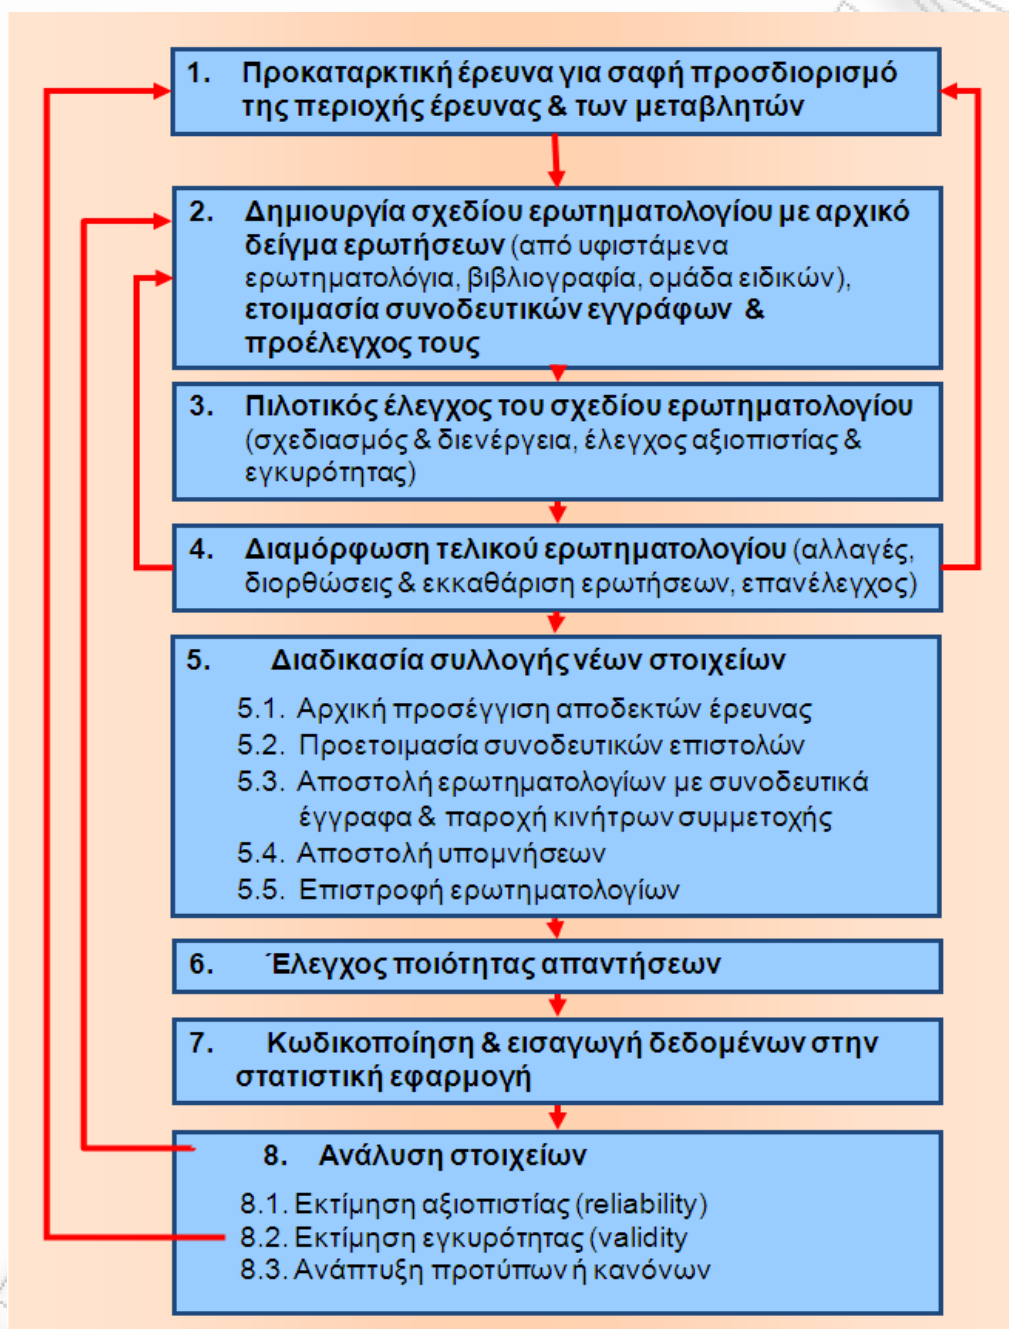 1. Προκαταρκτική έρευνα για σαφή προσδιορισμό
της περιοχής έρευνας & των μεταβλητών
2. Δημιουργία σχεδίου ερωτηματολογίου με αρχικό
δείγμα ερωτήσεων (από υφιστάμενα
ερωτηματολόγια, βιβλιογραφία, ομάδα ειδικών),
ετοιμασία συνοδευτικών εγγράφων &
προέλεγχος τους
3. Πιλοτικός έλεγχος του σχεδίου ερωτηματολογίου
(σχεδιασμός & διενέργεια, έλεγχος αξιοπιστίας &
εγκυρότητας)
4. Διαμόρφωση τελικού ερωτηματολογίου (αλλαγές,
διορθώσεις & εκκαθάριση ερωτήσεων, επανέλεγχος)
5. Διαδικασία συλλογής νέων στοιχείων
5.1. Αρχική προσέγγιση αποδεκτών έρευνας
5.2. Προετοιμασία συνοδευτικών επιστολών
5.3. Αποστολή ερωτηματολογίων με συνοδευτικά
έγγραφα & παροχή κινήτρων συμμετοχής
5.4. Αποστολή υπομνήσεων
5.5. Επιστροφή ερωτηματολογίων
6. Έλεγχος ποιότητας απαντήσεων
7. Κωδικοποίηση & εισαγωγή δεδομένων στην
στατιστική εφαρμογή
8. Ανάλυση στοιχείων
8.1. Εκτίμηση αξιοπιστίας (reliability)
8.2. Εκτίμηση εγκυρότητας (validity
8.3. Ανάπτυξη προτύπων ή κανόνων